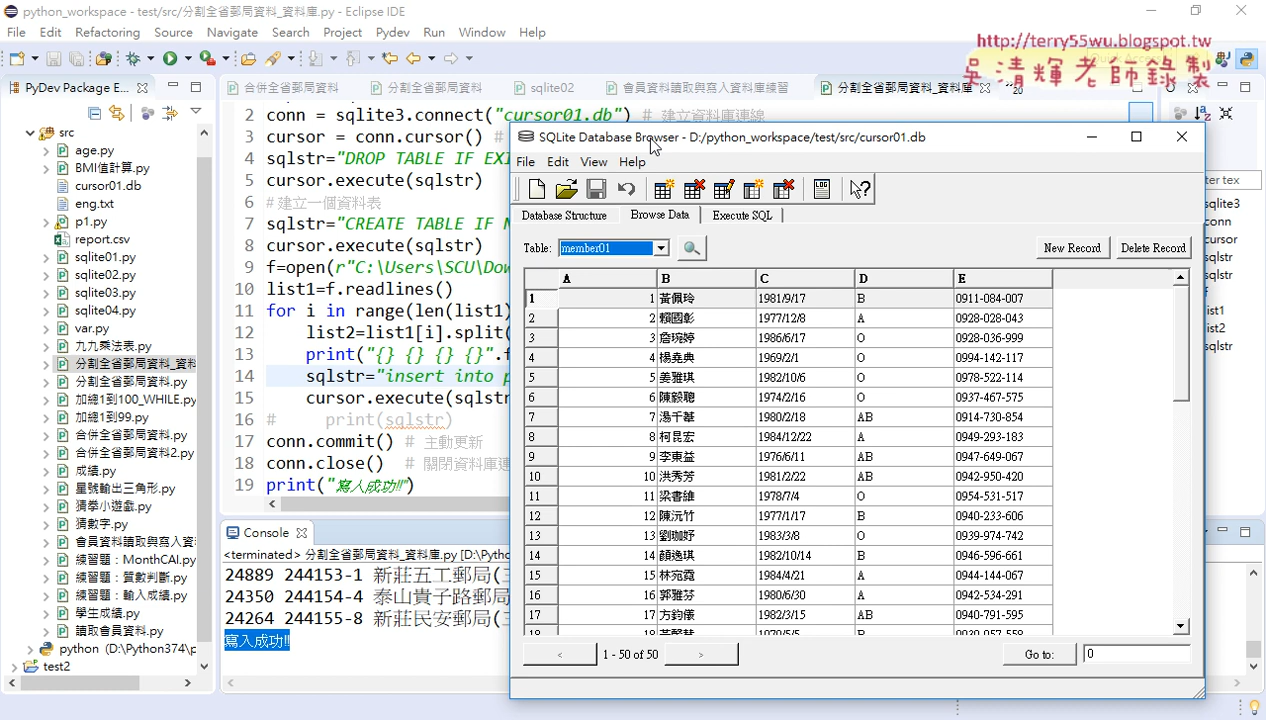 python_workspace - test/src/分割全省郵局資料_資料庫.py - Eclipse IDE
File Edit Refactoring Source Navigate Search Project Pydev Run Window Help
http://terry55wu.blogspot.tw
吳清輝老師錄製
PyDev Package E...
合併全省郵局資料
分割全省郵局資料
sqlite02
會員資料讀取與寫入資料庫練習
分割全省郵局資料庫
src
age.py
BMI值計算.py
cursor01.db
eng.txt
p1.py
report.csv
sqlite01.py
sqlite02.py
sqlite03.py
sqlite04.py
var.py
九九乘法表.py
分割全省郵局資料_資料
分割全省郵局資料.py
加總1到100_WHILE.py
加總1到99.py
合併全省郵局資料.py
合併全省郵局資料2.py
成績.py
星號輸出三角形.py
猜拳小遊戲.py
猜數字.py
會員資料讀取與寫入資
練習題：MonthCAl.py
練習題：質數判斷.py
練習題：輸入成績.py
學生成績.py
讀取會員資料.py
python (D:\Python374\p
test2
2 conn = sqlite3.connect("cursor01.db") # 建立資料庫連線
3 cursor = conn.cursor() #
4 sqlstr="DROP TABLE IF EXI
5 cursor.execute(sqlstr)
6 #建立一個資料表
7 sqlstr="CREATE TABLE IF N
8 cursor.execute(sqlstr)
9 f=open(r"C:\Users\SCU\Dow
10 list1=f.readlines()
11 for i in range(len(list1)
12 list2=list1[i].split(
13 print("{} {} {} {}".f
14 sqlstr="insert into p
15 cursor.execute(sqlstr
16 # print(sqlstr)
17 conn.commit() # 主動更新
18 conn.close() # 關閉資料庫連
19 print("寫入成功!!")
Console
<terminated> 分割全省郵局資料_資料庫.py [D:\Pytho
24889 244153-1 新莊五工郵局(三
24350 244154-4 泰山貴子路郵局
24264 244155-8 新莊民安郵局(三
寫入成功!!
SQLite Database Browser - D:/python_workspace/test/src/cursor01.db
File Edit View Help
Database Structure Browse Data Execute SQL
Table: member01 New Record Delete Record
A B C D E
1 1 黃佩玲 1981/9/17 B 0911-084-007
2 2 賴國彰 1977/12/8 A 0928-028-043
3 3 詹琬婷 1986/6/17 O 0928-036-999
4 4 楊堯典 1969/2/1 O 0994-142-117
5 5 姜雅琪 1982/10/6 O 0978-522-114
6 6 陳毅聰 1974/2/16 O 0937-467-575
7 7 湯千華 1980/2/18 AB 0914-730-854
8 8 柯昆宏 1984/12/22 A 0949-293-183
9 9 李東益 1976/6/11 AB 0947-649-067
10 10 洪秀芳 1981/2/22 AB 0942-950-420
11 11 梁書維 1978/7/4 O 0954-531-517
12 12 陳沅竹 1977/1/17 B 0940-233-606
13 13 劉珈妤 1983/3/8 O 0939-974-742
14 14 顏逸琪 1982/10/14 B 0946-596-661
15 15 林宛霓 1984/4/21 A 0944-144-067
16 16 郭雅芬 1980/6/30 A 0942-534-291
17 17 方鈞儀 1982/3/15 AB 0940-791-595
< 1 - 50 of 50 > Go to: 0
ter tex
qlite3
onn
ursor
qlstr
qlstr
f
ist1
ist2
qlstr